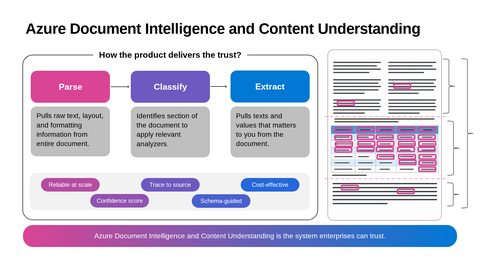 Azure Document Intelligence and Content Understanding
How the product delivers the trust?
Parse
Classify
Extract
Pulls raw text, layout,
and formatting
information from
entire document.
Identifies section of
the document to
apply relevant
analyzers.
Pulls texts and
values that matters
to you from the
document.
Reliable at scale
Trace to source
Cost-effective
Confidence score
Schema-guided
Azure Document Intelligence and Content Understanding is the system enterprises can trust.